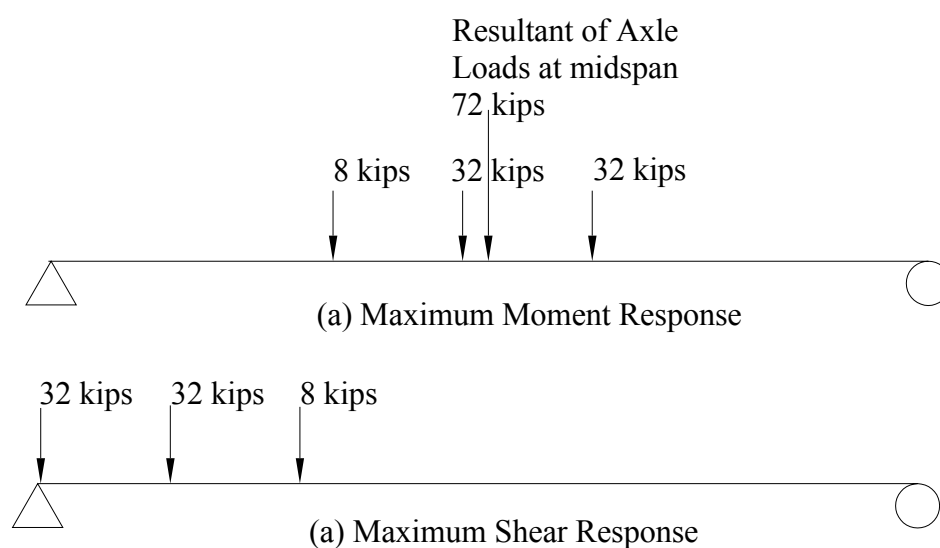 Resultant of Axle
Loads at midspan
72 kips
8 kips
32 kips
32 kips
(a) Maximum Moment Response
32 kips
32 kips
8 kips
(a) Maximum Shear Response